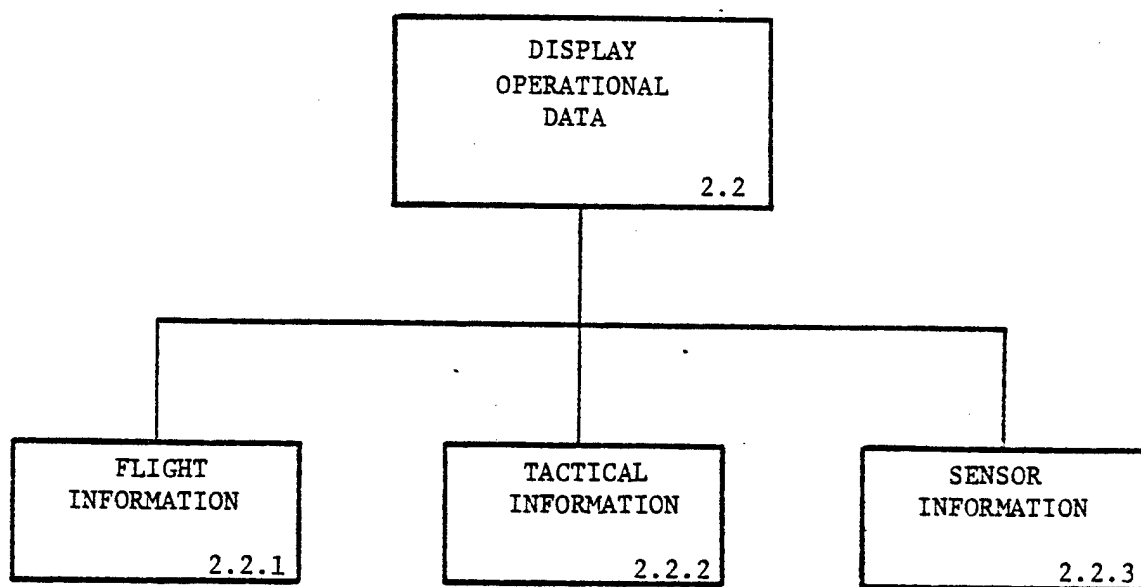 DISPLAY
OPERATIONAL
DATA
2.2
FLIGHT
INFORMATION
2.2.1
TACTICAL
INFORMATION
2.2.2
SENSOR
INFORMATION
2.2.3